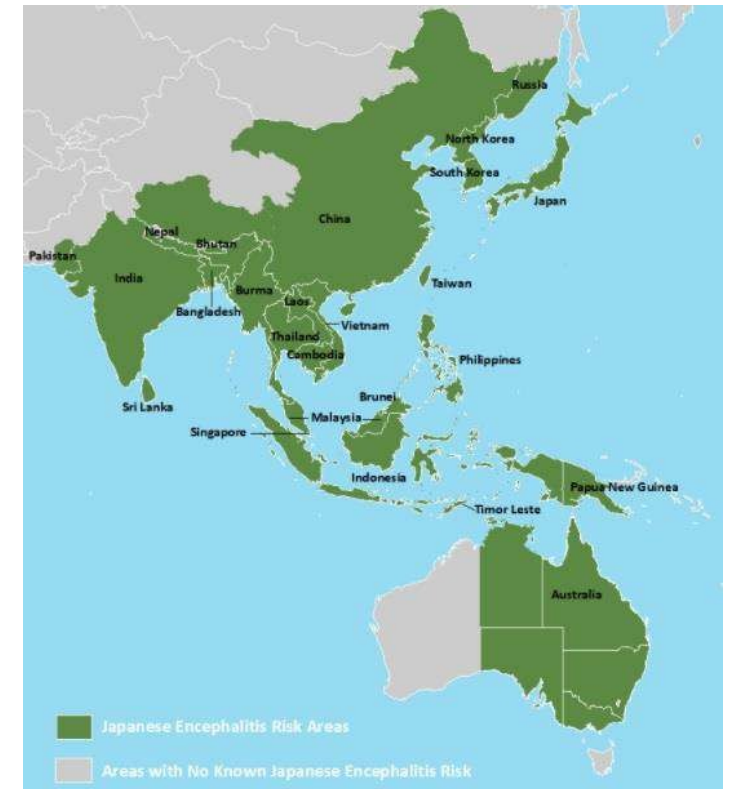 Russia
North Korea
South Korea
Japan
China
Nepal
Bhutan
Pakistan
India
Burma
Bangladesh
Laos
Taiwan
Vietnam
Thailand
Cambodia
Philippines
Sri Lanka
Brunei
Malaysia
Singapore
Indonesia
Papua New Guinea
Timor Leste
Australia
Japanese Encephalitis Risk Areas
Areas with No Known Japanese Encephalitis Risk